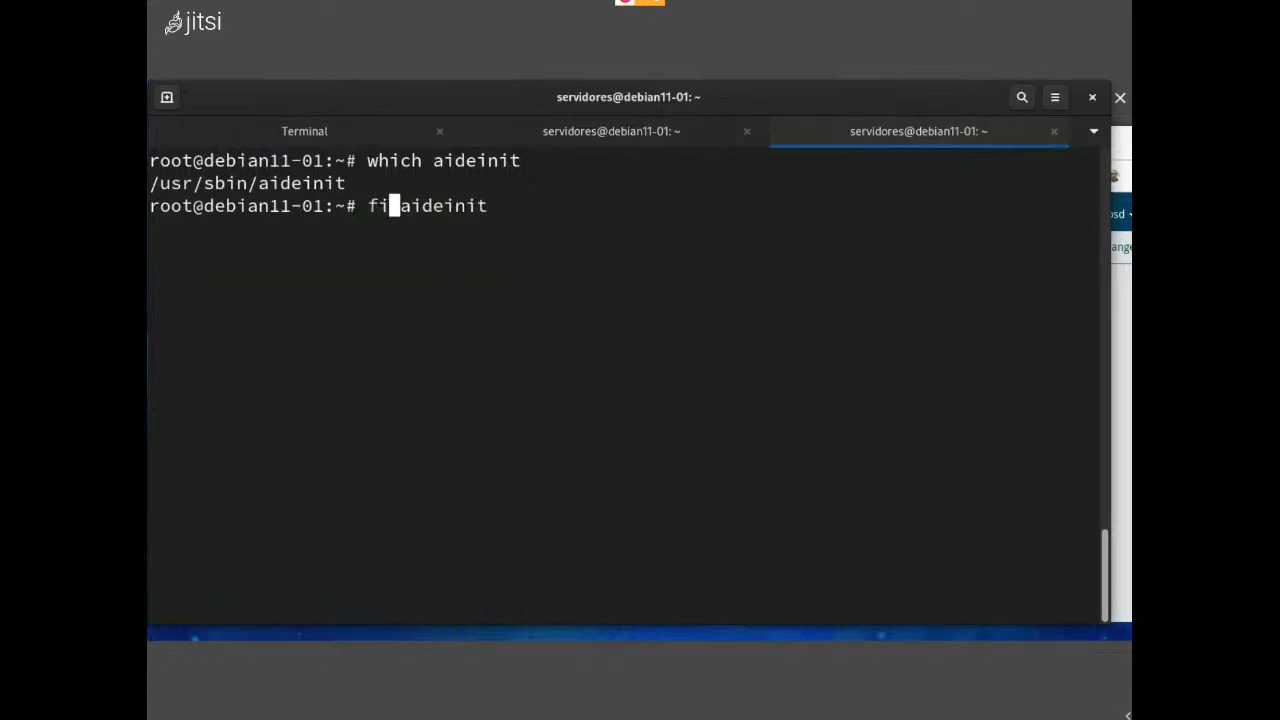 jitsi
servidores@debian11-01: ~
Terminal
servidores@debian11-01: ~
servidores@debian11-01: ~
root@debian11-01:~# which aideinit
/usr/sbin/aideinit
root@debian11-01:~# fi aideinit